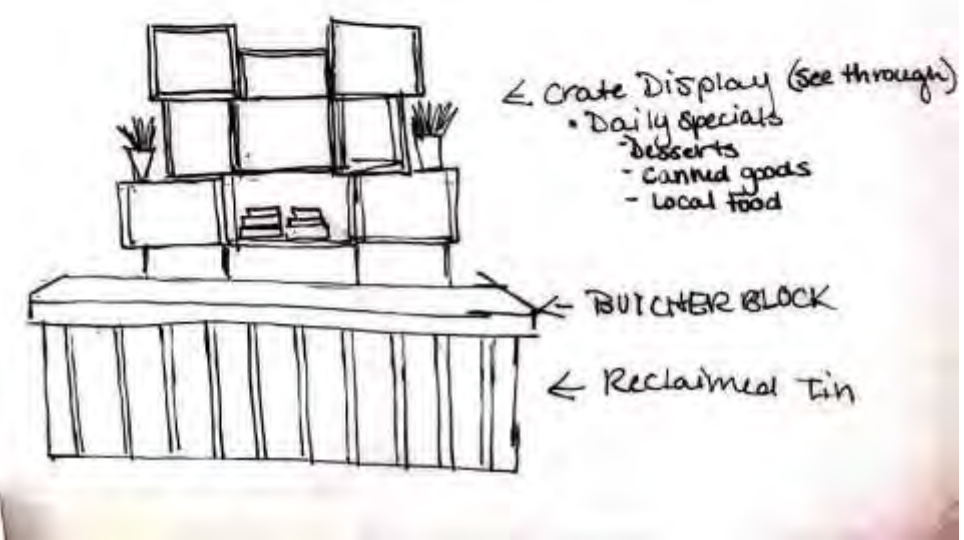 ← Crate Display (see through)
• Daily specials
- Desserts
- canned goods
- Local food
← BUTCHER BLOCK
← Reclaimed Tin